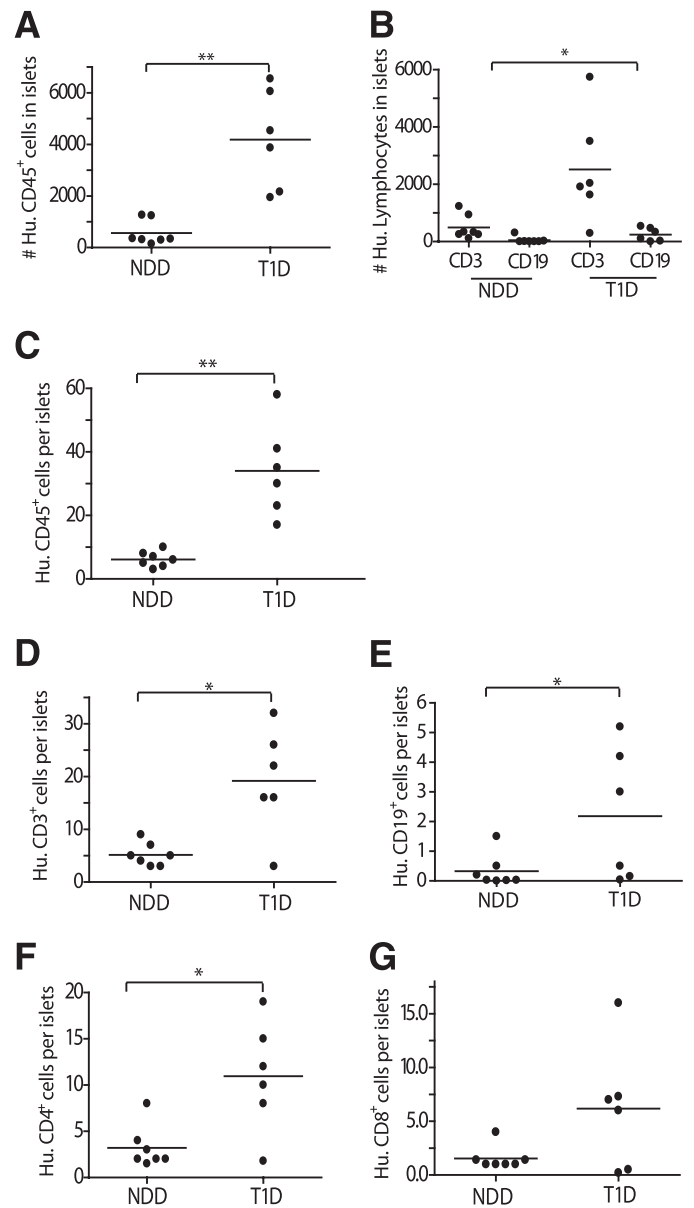 A
# Hu. CD45+ cells in islets
6000
4000
2000
0
**
NDD T1D
B
# Hu. Lymphocytes in islets
6000
4000
2000
0
*
CD3 CD19 CD3 CD19
NDD T1D
C
Hu. CD45+ cells per islets
60
40
20
0
**
NDD T1D
D
Hu. CD3+ cells per islets
30
20
10
0
*
NDD T1D
E
Hu. CD19+ cells per islets
6
5
4
3
2
1
0
*
NDD T1D
F
Hu. CD4+ cells per islets
20
15
10
5
0
*
NDD T1D
G
Hu. CD8+ cells per islets
15.0
10.0
5.0
0.0
NDD T1D